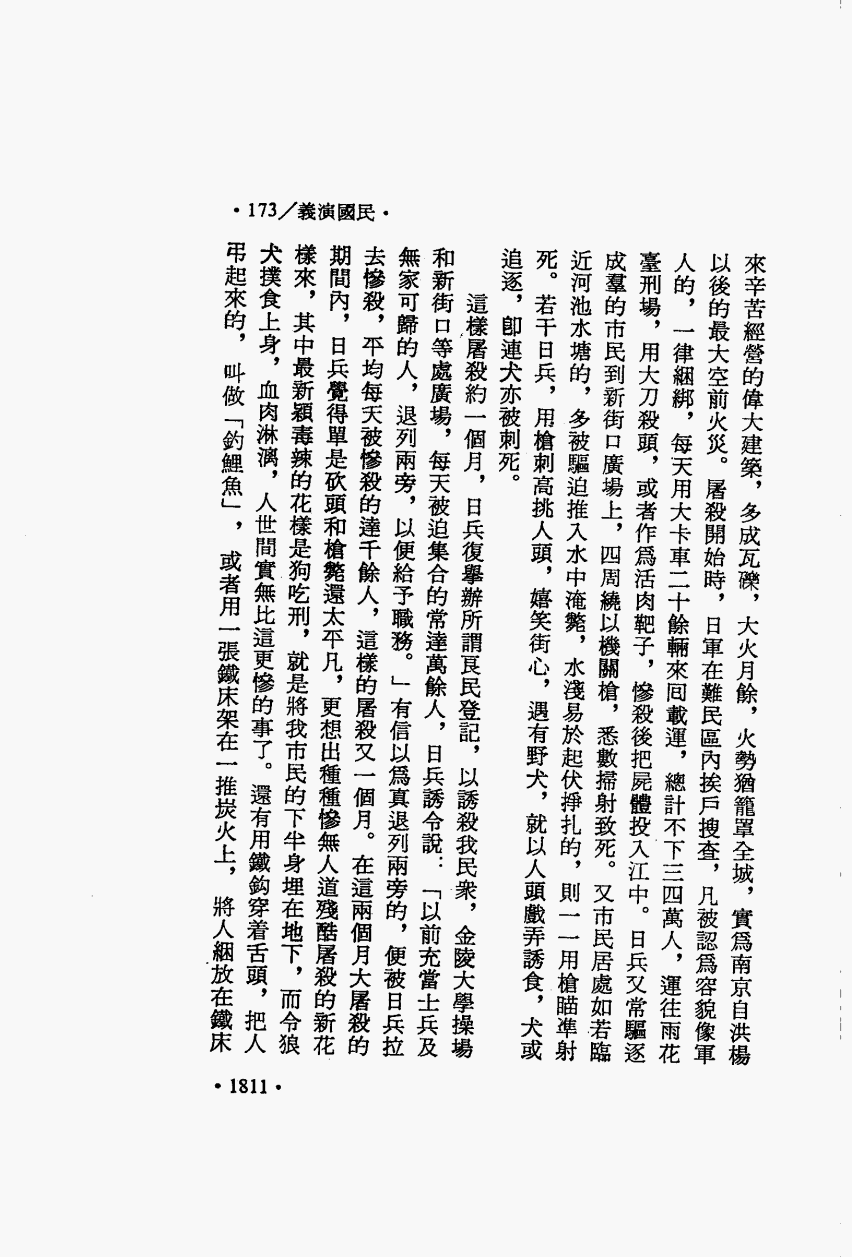 •173／義演國民•
來辛苦經營的偉大建築，多成瓦礫，大火月餘，火勢猶籠罩全城，實爲南京自洪楊
以後的最大空前火災。屠殺開始時，日軍在難民區內挨戶搜查，凡被認爲容貌像軍
人的，一律綑綁，每天用大卡車二十餘輛來囘載運，總計不下三四萬人，運往雨花
臺刑場，用大刀殺頭，或者作爲活肉靶子，慘殺後把屍體投入江中。日兵又常驅逐
成羣的市民到新街口廣場上，四周繞以機關槍，悉數掃射致死。又市民居處如若臨
近河池水塘的，多被驅迫推入水中淹斃，水淺易於起伏掙扎的，則一一用槍瞄準射
死。若干日兵，用槍刺高挑人頭，嬉笑街心，遇有野犬，就以人頭戲弄誘食，犬或
追逐，卽連犬亦被刺死。
這樣屠殺約一個月，日兵復舉辦所謂良民登記，以誘殺我民衆，金陵大學操場
和新街口等處廣場，每天被迫集合的常達萬餘人，日兵誘令說：「以前充當士兵及
無家可歸的人，退列兩旁，以便給予職務。」有信以爲真退列兩旁的，便被日兵拉
去慘殺，平均每天被慘殺的達千餘人，這樣的屠殺又一個月。在這兩個月大屠殺的
期間內，日兵覺得單是砍頭和槍斃還太平凡，更想出種種慘無人道殘酷屠殺的新花
樣來，其中最新穎毒辣的花樣是狗吃刑，就是將我市民的下半身埋在地下，而令狼
犬撲食上身，血肉淋漓，人世間實無比這更慘的事了。還有用鐵鈎穿着舌頭，把人
弔起來的，叫做「釣鯉魚」，或者用一張鐵床架在一推炭火上，將人綑放在鐵床
•1811•